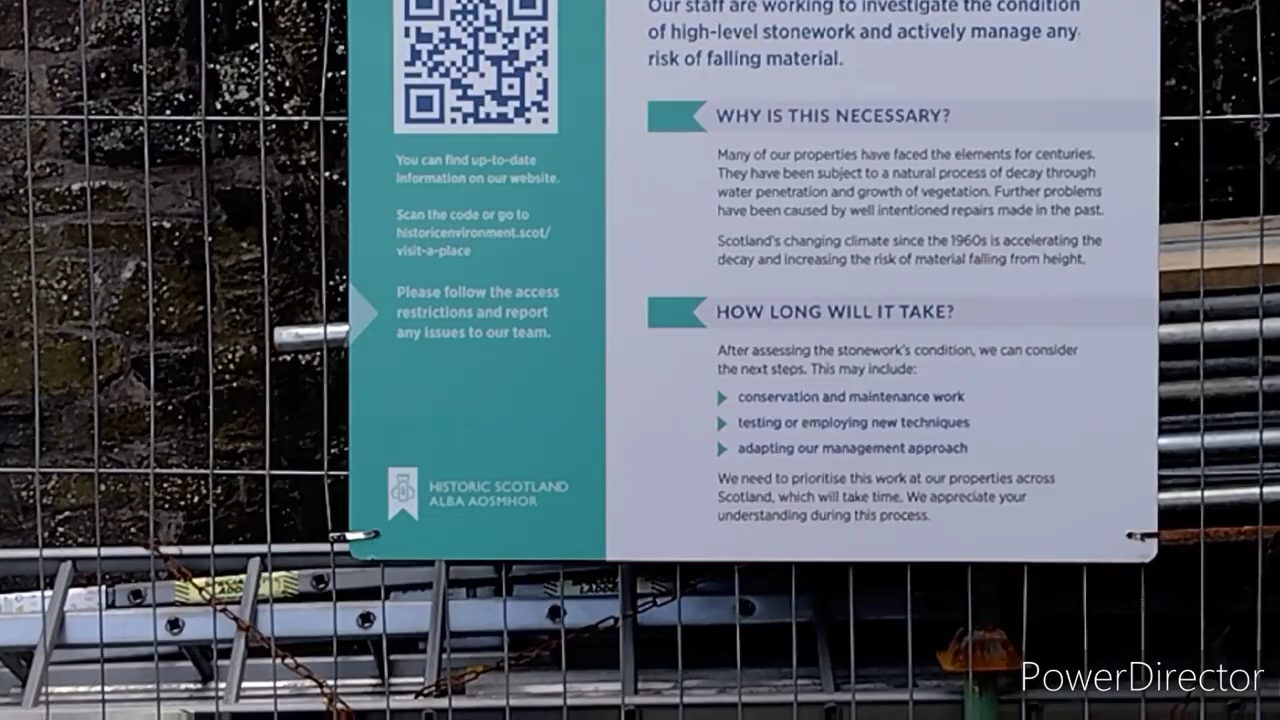 You can find up-to-date
information on our website.
Scan the code or go to
historicenvironment.scot/
visit-a-place
Please follow the access
restrictions and report
any issues to our team.
HISTORIC SCOTLAND
ALBA AOSMHOR
Our staff are working to investigate the condition
of high-level stonework and actively manage any
risk of falling material.
WHY IS THIS NECESSARY?
Many of our properties have faced the elements for centuries.
They have been subject to a natural process of decay through
water penetration and growth of vegetation. Further problems
have been caused by well intentioned repairs made in the past.
Scotland's changing climate since the 1960s is accelerating the
decay and increasing the risk of material falling from height.
HOW LONG WILL IT TAKE?
After assessing the stonework's condition, we can consider
the next steps. This may include:
conservation and maintenance work
testing or employing new techniques
adapting our management approach
We need to prioritise this work at our properties across
Scotland, which will take time. We appreciate your
understanding during this process.
PowerDirector